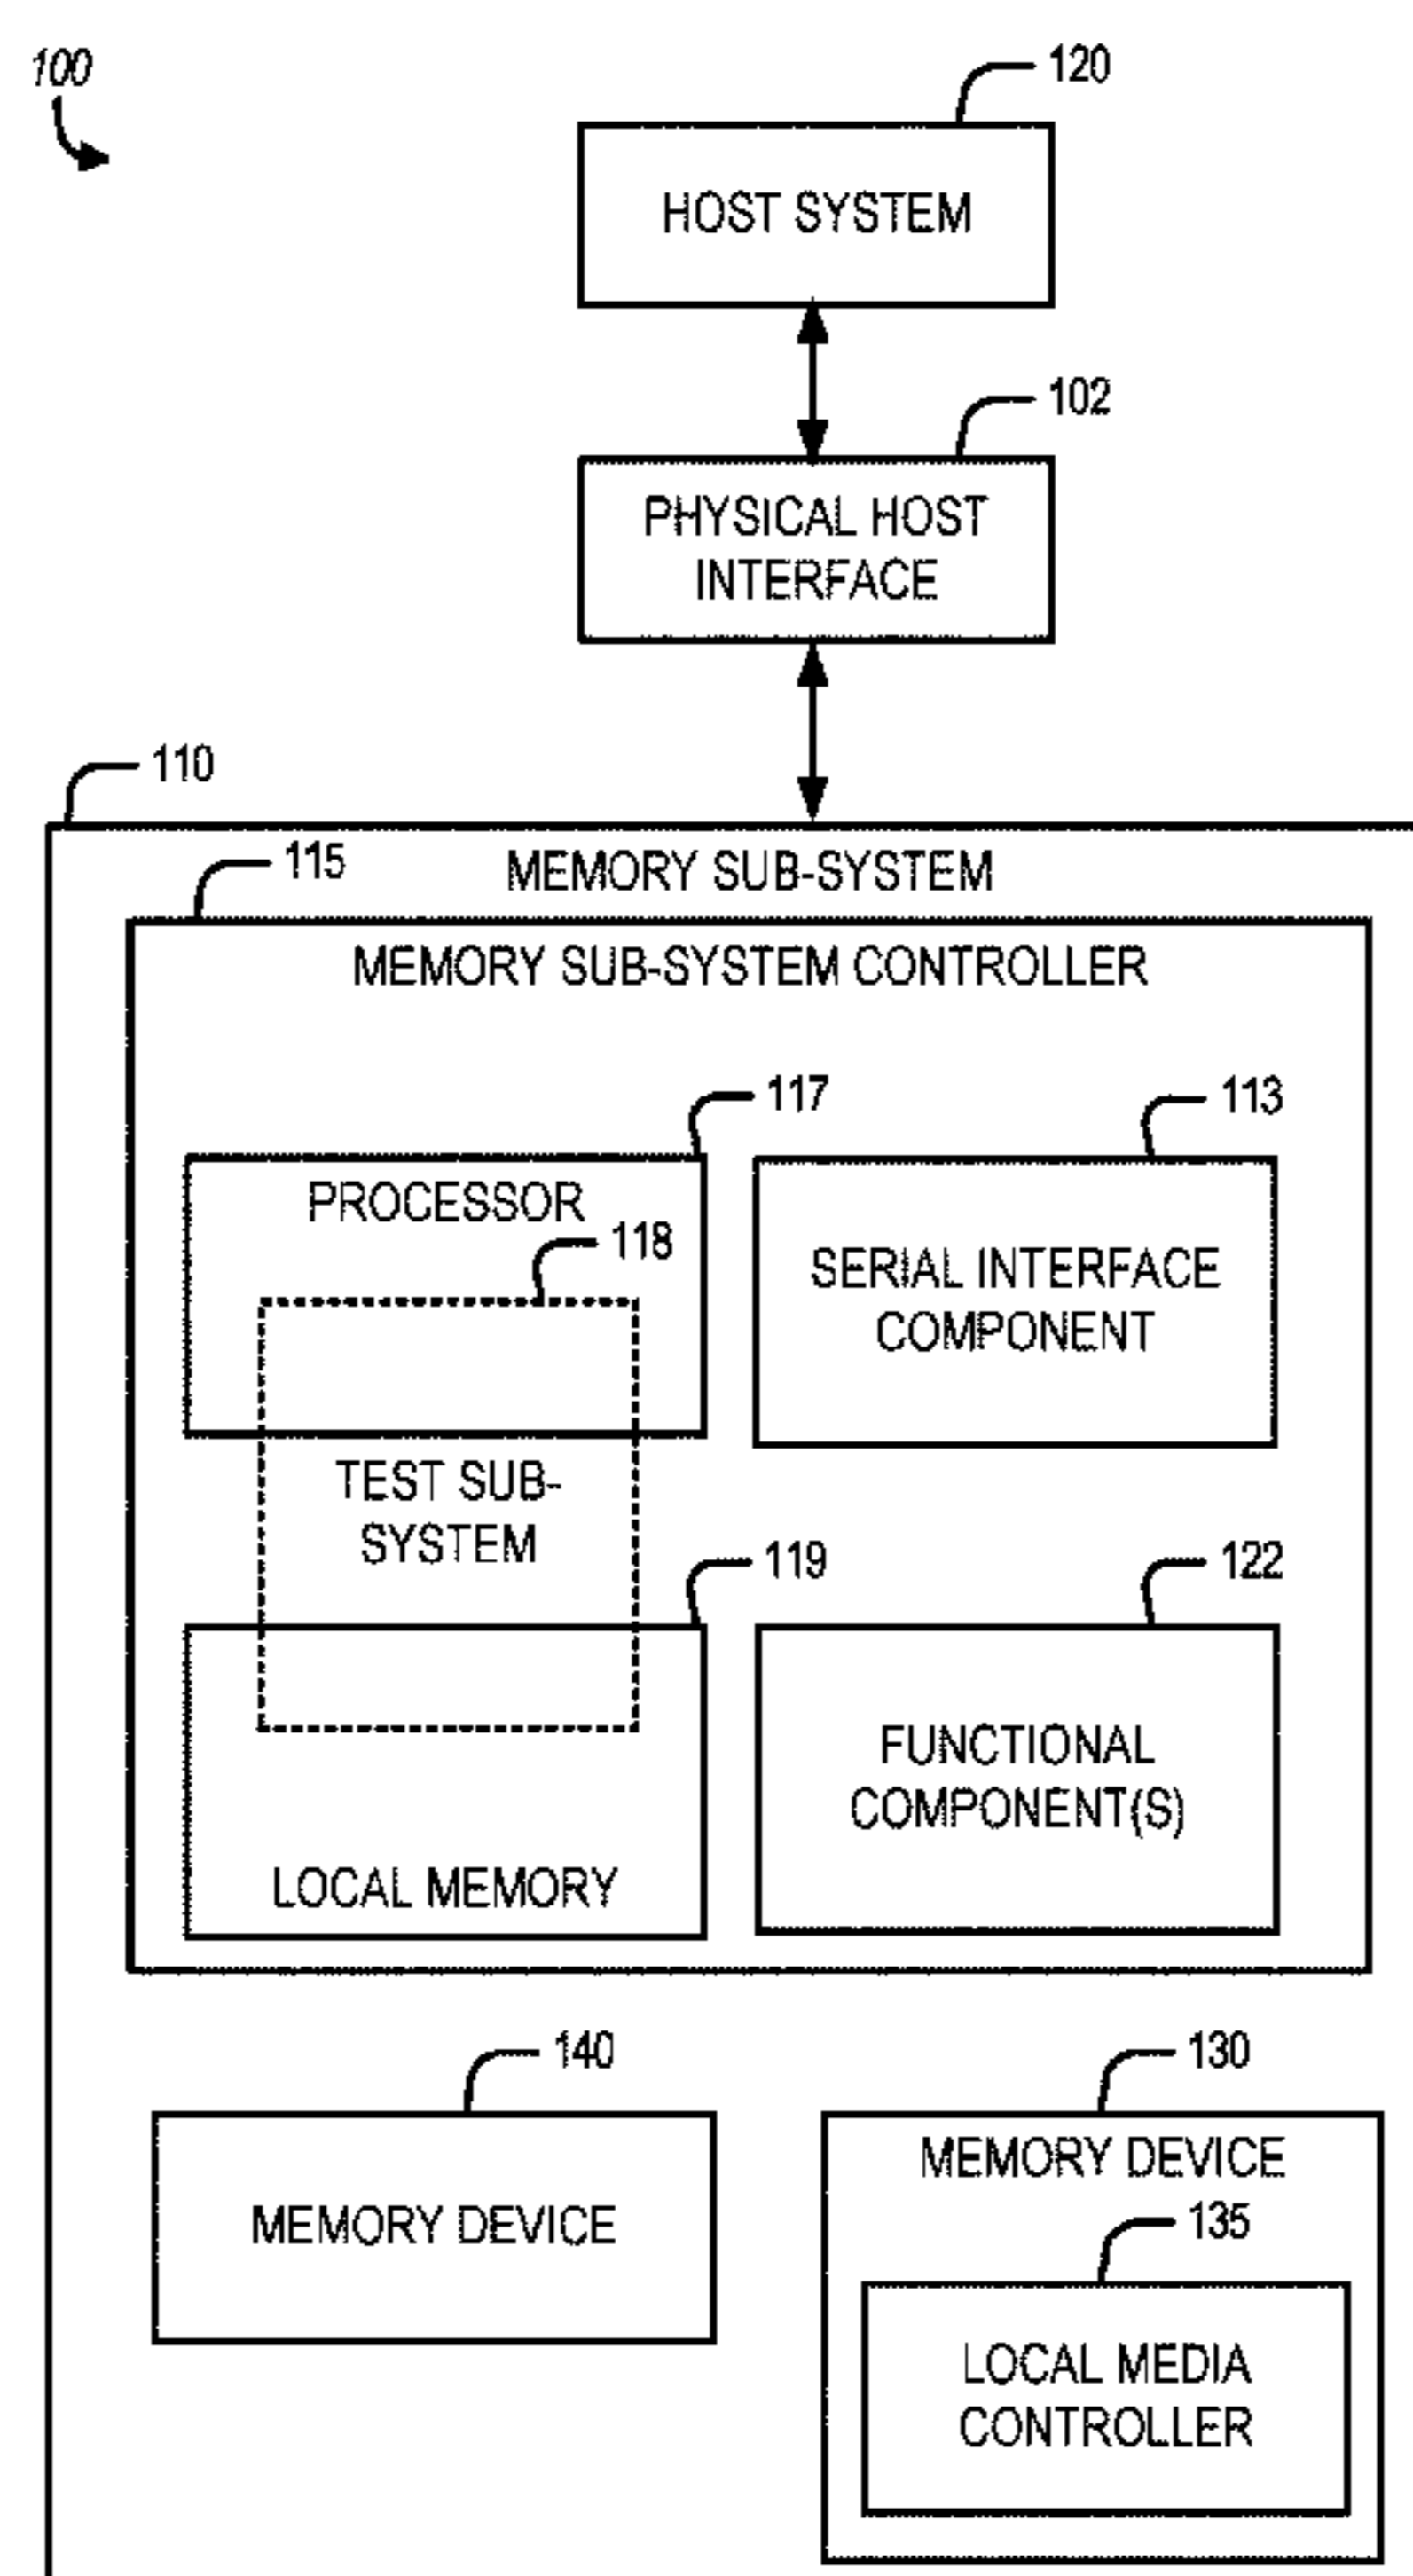 100
120
HOST SYSTEM
102
PHYSICAL HOST
INTERFACE
110
MEMORY SUB-SYSTEM
115
MEMORY SUB-SYSTEM CONTROLLER
117
PROCESSOR
118
113
SERIAL INTERFACE
COMPONENT
TEST SUB-
SYSTEM
119
LOCAL MEMORY
122
FUNCTIONAL
COMPONENT(S)
140
MEMORY DEVICE
130
MEMORY DEVICE
135
LOCAL MEDIA
CONTROLLER